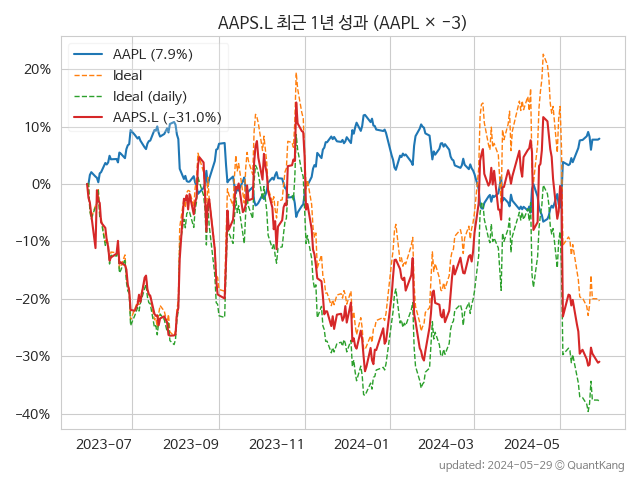 AAPS.L 최근 1년 성과 (AAPL × −3)
AAPL (7.9%)
Ideal
Ideal (daily)
AAPS.L (−31.0%)
20%
10%
0%
−10%
−20%
−30%
−40%
2023-07 2023-09 2023-11 2024-01 2024-03 2024-05
updated: 2024-05-29 © QuantKang